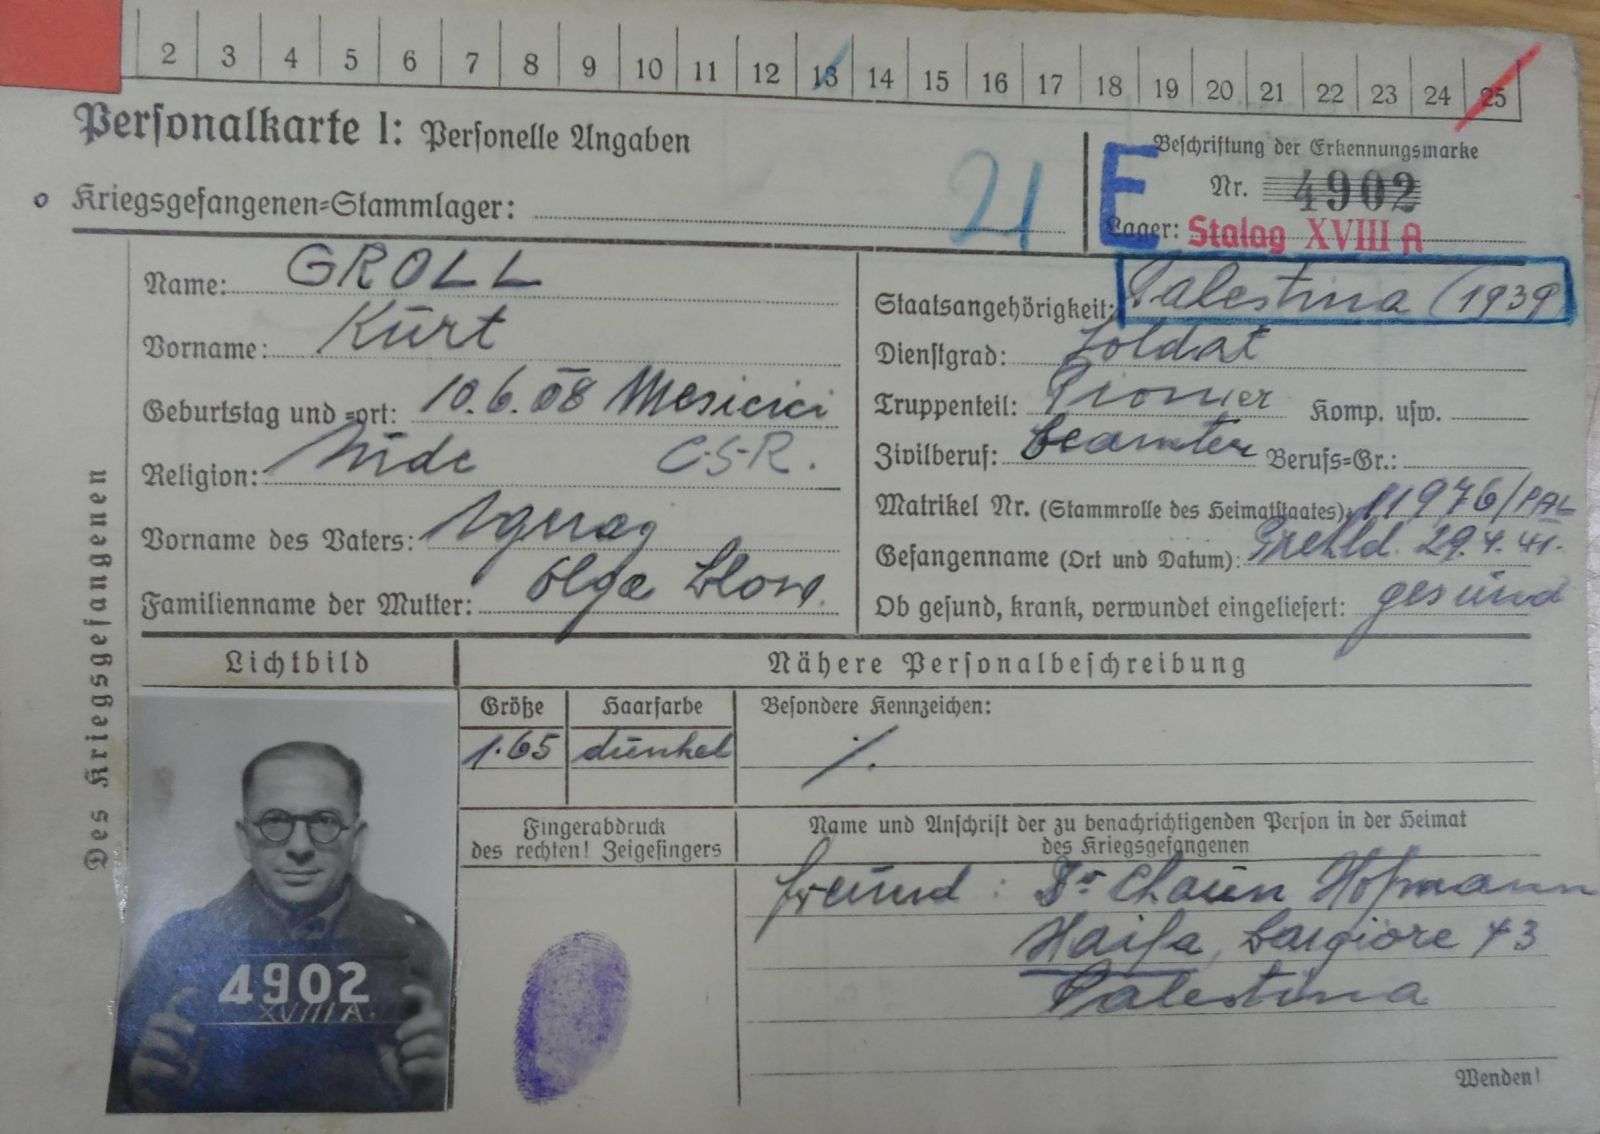 2 3 4 5 6 7 8 9 10 11 12 13 14 15 16 17 18 19 20 21 22 23 24 25
Personalkarte I: Personelle Angaben
Kriegsgefangenen=Stammlager:
21
E
Beschriftung der Erkennungsmarke
Nr. 4902
Lager: Stalag XVIII A
Des Kriegsgefangenen
Name: GROLL
Vorname: Kurt
Geburtstag und =ort: 10.6.08 Mesicici
Religion: Jude C-S-R.
Vorname des Vaters:
Familienname der Mutter: Olga Blow.
Staatsangehörigkeit: Palestina (1939
Dienstgrad: Soldat
Truppenteil: Pionier Komp. usw.
Zivilberuf: Beamter Berufs=Gr.:
Matrikel Nr. (Stammrolle des Heimatstaates): 11976/PAL
Gefangenname (Ort und Datum): 29.4.41.
Ob gesund, krank, verwundet eingeliefert: gesund
Lichtbild
Nähere Personalbeschreibung
Größe
1.65
Haarfarbe
dunkel
Besondere Kennzeichen:
./.
4902
XVIII A.
Fingerabdruck
des rechten! Zeigefingers
Name und Anschrift der zu benachrichtigenden Person in der Heimat
des Kriegsgefangenen
Freund: Dr Chaim Hofmann
Haifa, Bargiore 43
Palestina
Wenden!